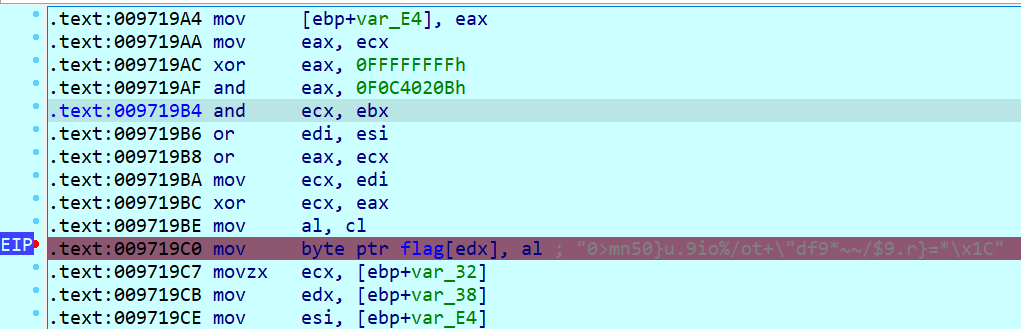 .text:009719A4 mov [ebp+var_E4], eax
.text:009719AA mov eax, ecx
.text:009719AC xor eax, 0FFFFFFFFh
.text:009719AF and eax, 0F0C4020Bh
.text:009719B4 and ecx, ebx
.text:009719B6 or edi, esi
.text:009719B8 or eax, ecx
.text:009719BA mov ecx, edi
.text:009719BC xor ecx, eax
.text:009719BE mov al, cl
EIP .text:009719C0 mov byte ptr flag[edx], al ; "0>mn50}u.9io%/ot+\"df9*~~/$9.r}=*\x1C"
.text:009719C7 movzx ecx, [ebp+var_32]
.text:009719CB mov edx, [ebp+var_38]
.text:009719CE mov esi, [ebp+var_E4]